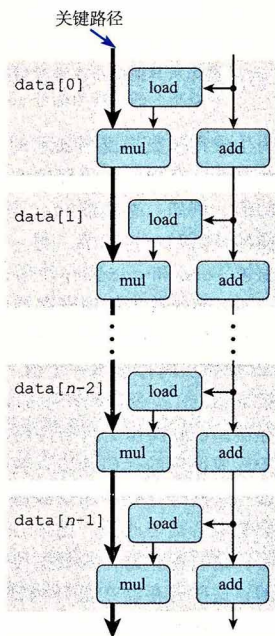 关键路径
data[0]
load
mul
add
data[1]
load
mul
add
data[n-2]
load
mul
add
data[n-1]
load
mul
add